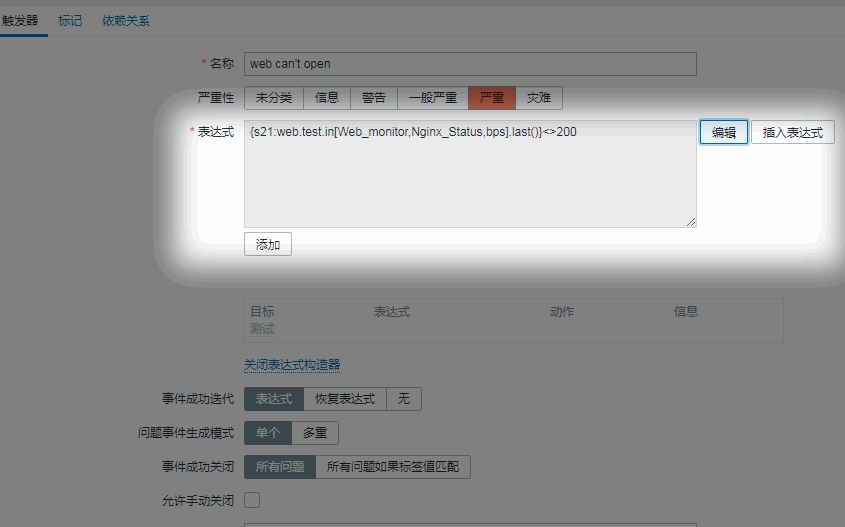 触发器 标记 依赖关系
* 名称 web can't open
严重性 未分类 信息 警告 一般严重 严重 灾难
* 表达式 {s21:web.test.in[Web_monitor,Nginx_Status,bps].last()}<>200 编辑 插入表达式
添加
目标 表达式 动作 信息
测试
关闭表达式构造器
事件成功迭代 表达式 恢复表达式 无
问题事件生成模式 单个 多重
事件成功关闭 所有问题 所有问题如果标签值匹配
允许手动关闭